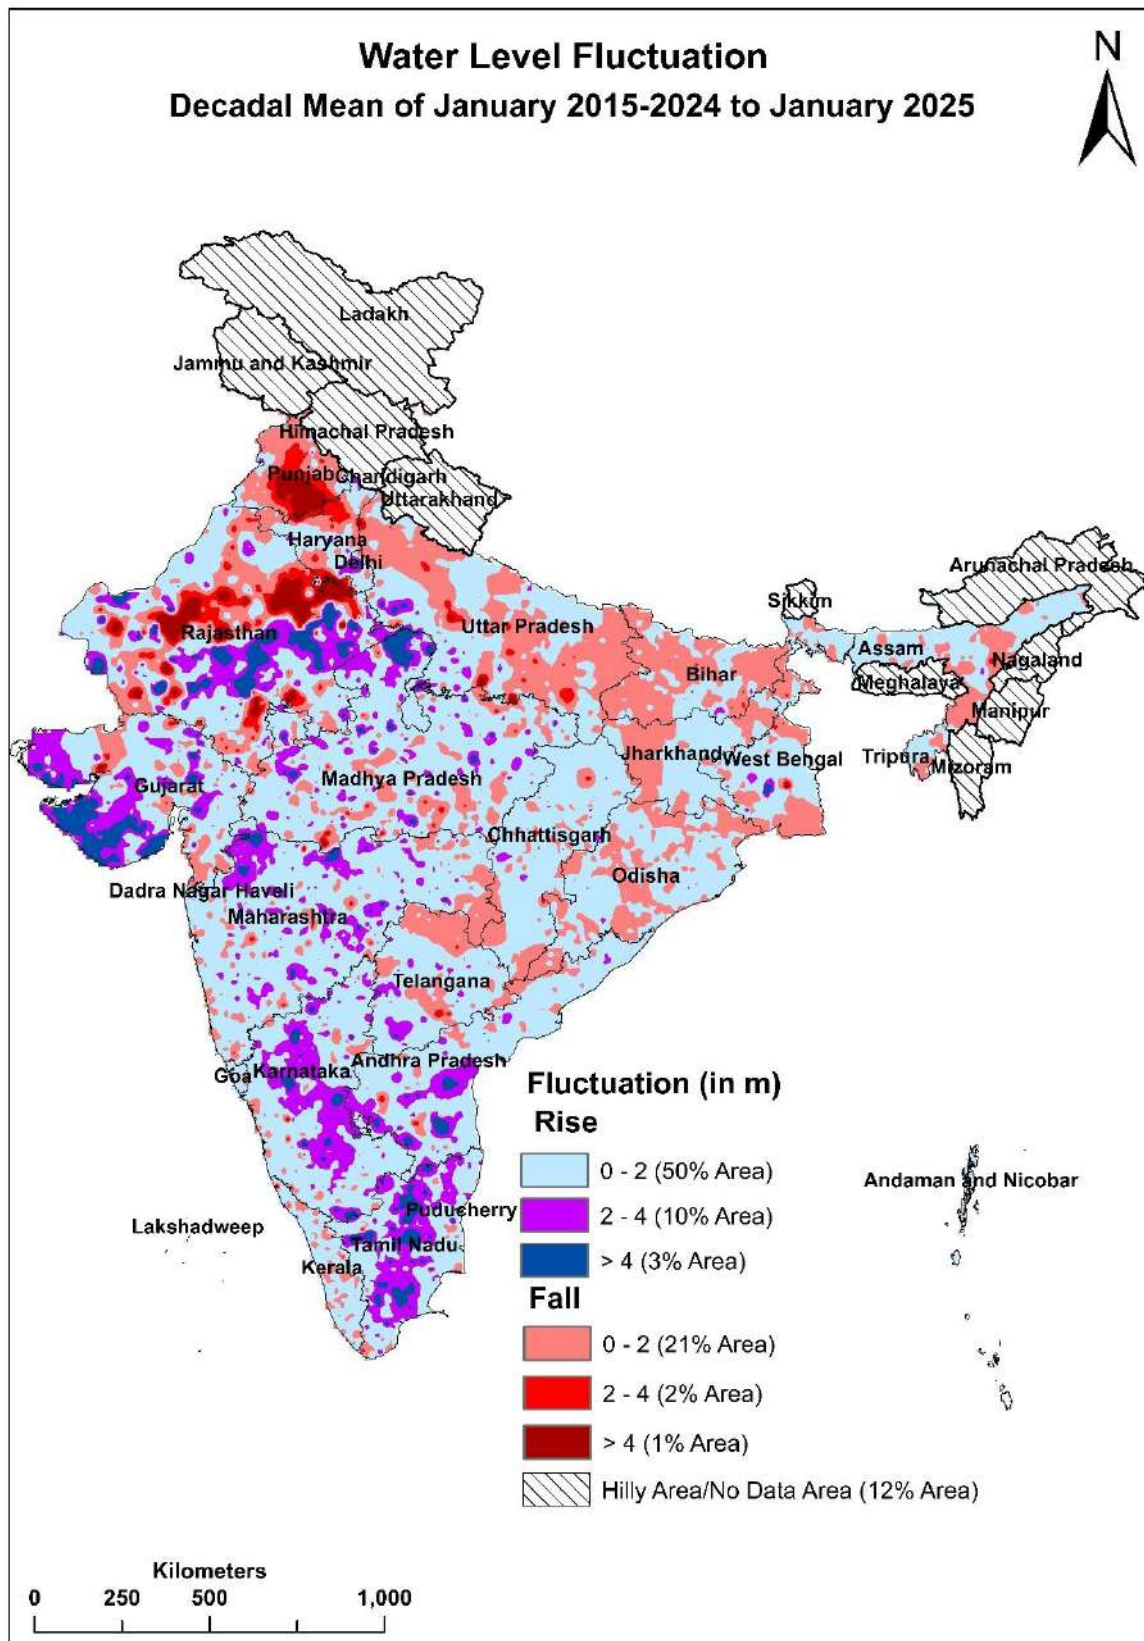 Water Level Fluctuation
Decadal Mean of January 2015-2024 to January 2025
N
Ladakh
Jammu and Kashmir
Himachal Pradesh
Punjab
Chandigarh
Uttarakhand
Haryana
Delhi
Arunachal Pradesh
Sikkim
Rajasthan
Uttar Pradesh
Assam
Nagaland
Bihar
Meghalaya
Manipur
Jharkhand
West Bengal
Tripura
Mizoram
Gujarat
Madhya Pradesh
Chhattisgarh
Odisha
Dadra Nagar Haveli
Maharashtra
Telangana
Andhra Pradesh
Goa
Karnataka
Fluctuation (in m)
Rise
0 - 2 (50% Area)
2 - 4 (10% Area)
> 4 (3% Area)
Fall
0 - 2 (21% Area)
2 - 4 (2% Area)
> 4 (1% Area)
Hilly Area/No Data Area (12% Area)
Andaman and Nicobar
Puducherry
Lakshadweep
Tamil Nadu
Kerala
Kilometers
0 250 500 1,000